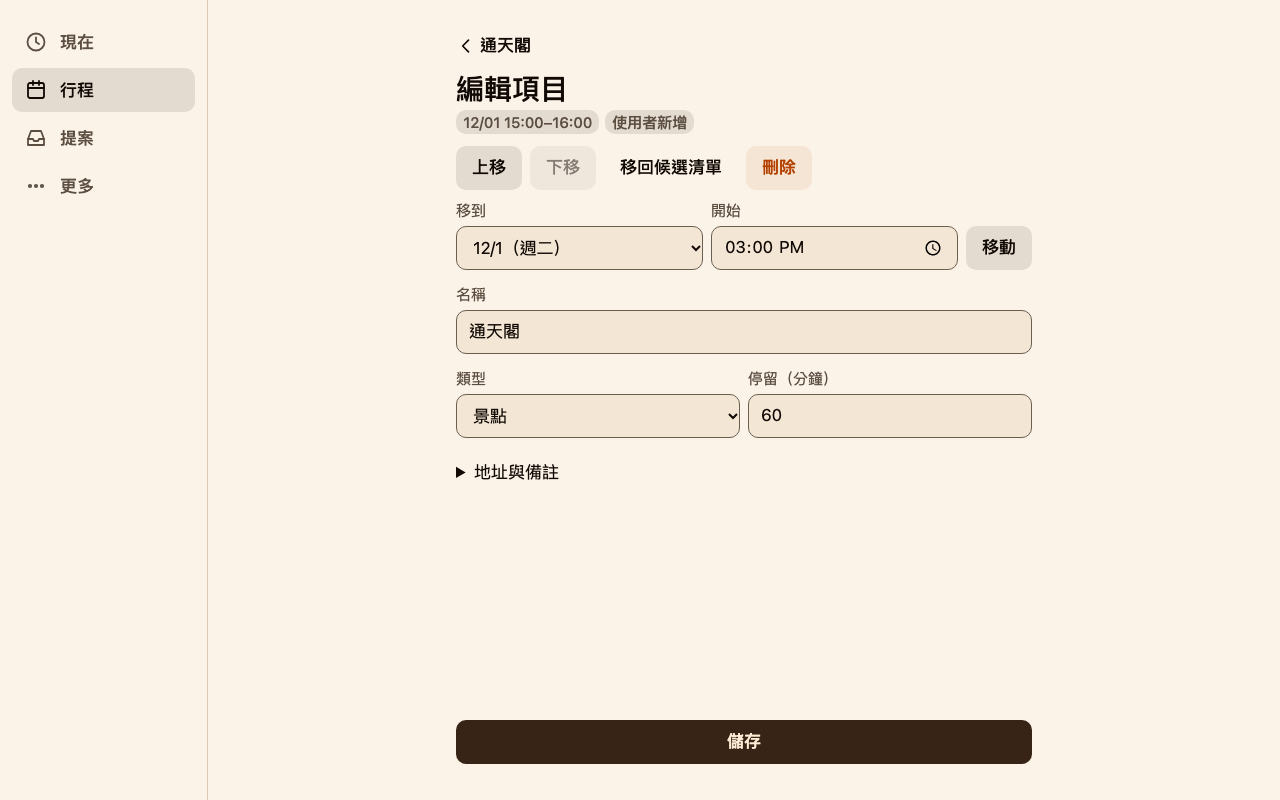 現在
行程
提案
更多
通天閣
編輯項目
12/01 15:00–16:00 使用者新增
上移 下移 移回候選清單 刪除
移到 開始
12/1（週二） 03:00 PM 移動
名稱
通天閣
類型 停留（分鐘）
景點 60
地址與備註
儲存